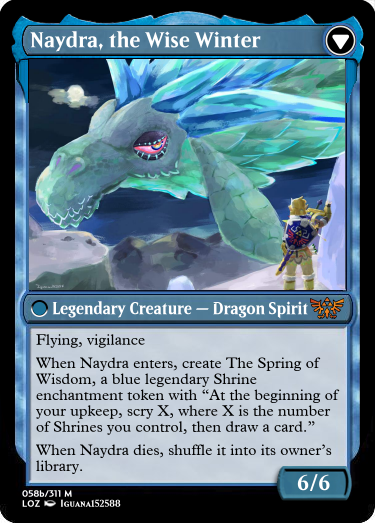 Naydra, the Wise Winter
Legendary Creature — Dragon Spirit
Flying, vigilance
When Naydra enters, create The Spring of
Wisdom, a blue legendary Shrine
enchantment token with “At the beginning of
your upkeep, scry X, where X is the number
of Shrines you control, then draw a card.”
When Naydra dies, shuffle it into its owner’s
library.
6/6
058b/311 M
LOZ Iguana152588